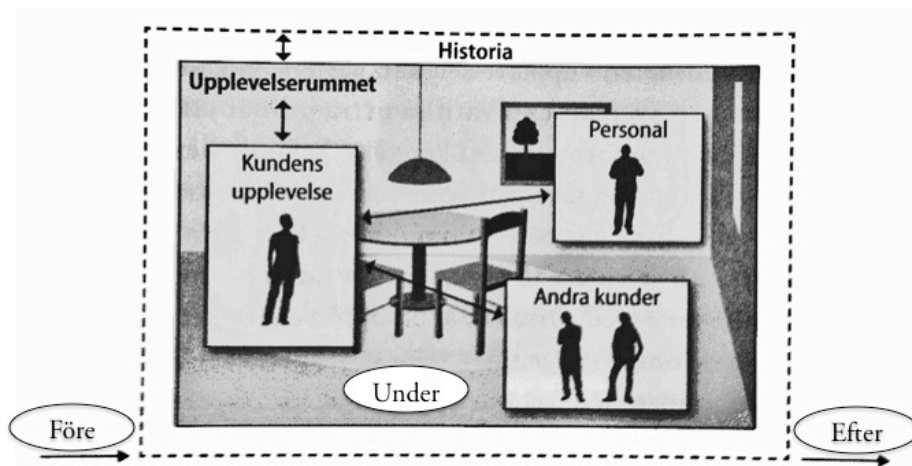 Historia
Upplevelserummet
Kundens
upplevelse
Personal
Andra kunder
Under
Före
Efter